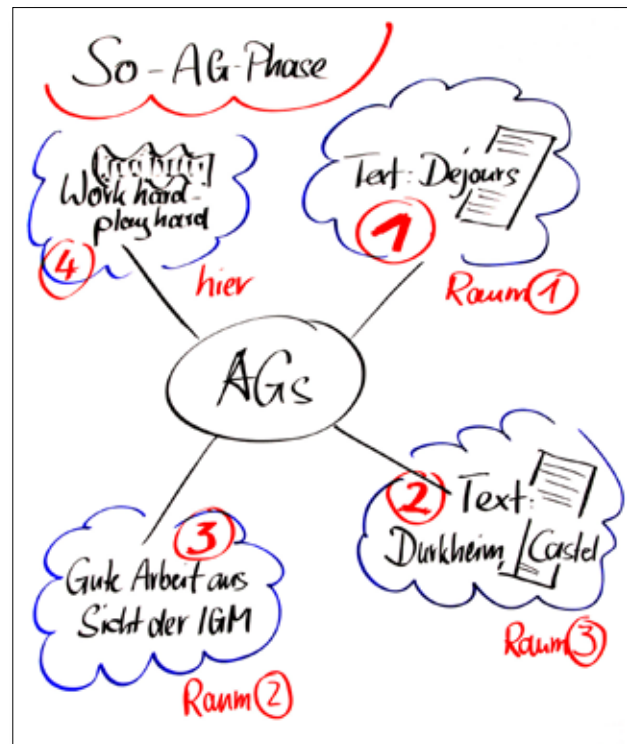 So-AG-Phase
Work hard -
play hard
4
hier
Text: Dejours
1
Raum 1
AGs
2 Text:
Durkheim, Castel
Raum 3
3
Gute Arbeit aus
Sicht der IGM
Raum 2